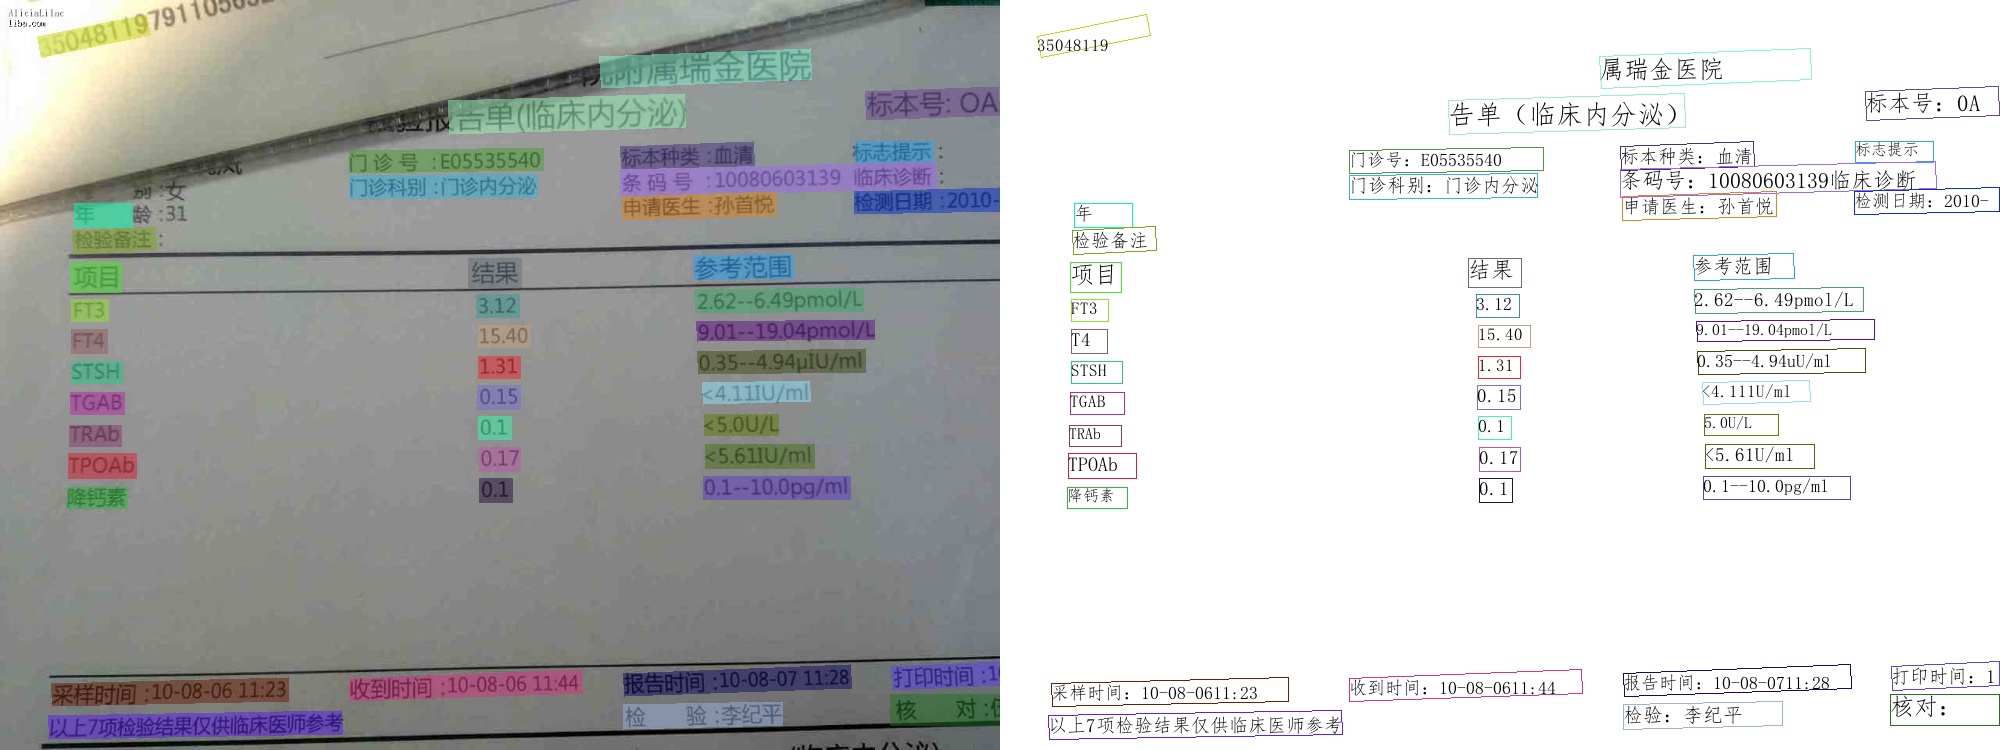 AliciaLilac
liba.com
350481197911056
院附属瑞金医院
检验报告单(临床内分泌)
标本号: OA
门 诊 号 :E05535540
标本种类 :血清
标志提示 :
别 :女
门诊科别 :门诊内分泌
条 码 号 :10080603139
临床诊断 :
年 龄 :31
申请医生 :孙首悦
检测日期 :2010-
检验备注 :
项目 结果 参考范围
FT3 3.12 2.62--6.49pmol/L
FT4 15.40 9.01--19.04pmol/L
STSH 1.31 0.35--4.94μIU/ml
TGAB 0.15 <4.11IU/ml
TRAb 0.1 <5.0U/L
TPOAb 0.17 <5.61IU/ml
降钙素 0.1 0.1--10.0pg/ml
采样时间 :10-08-06 11:23
收到时间 :10-08-06 11:44
报告时间 :10-08-07 11:28
打印时间 :1
以上7项检验结果仅供临床医师参考
检 验 :李纪平
核 对 :
(临床内分泌)
35048119
属瑞金医院
告单（临床内分泌）
标本号: OA
门诊号: E05535540
标本种类: 血清
标志提示
门诊科别: 门诊内分泌
条码号: 10080603139临床诊断
年
申请医生: 孙首悦
检测日期: 2010-
检验备注
项目 结果 参考范围
FT3 3.12 2.62--6.49pmol/L
T4 15.40 9.01--19.04pmol/L
STSH 1.31 0.35--4.94uU/ml
TGAB 0.15 <4.111U/ml
TRAb 0.1 5.0U/L
TPOAb 0.17 <5.61U/ml
降钙素 0.1 0.1--10.0pg/ml
采样时间: 10-08-0611:23
收到时间: 10-08-0611:44
报告时间: 10-08-0711:28
打印时间: 1
以上7项检验结果仅供临床医师参考
检验: 李纪平
核对: